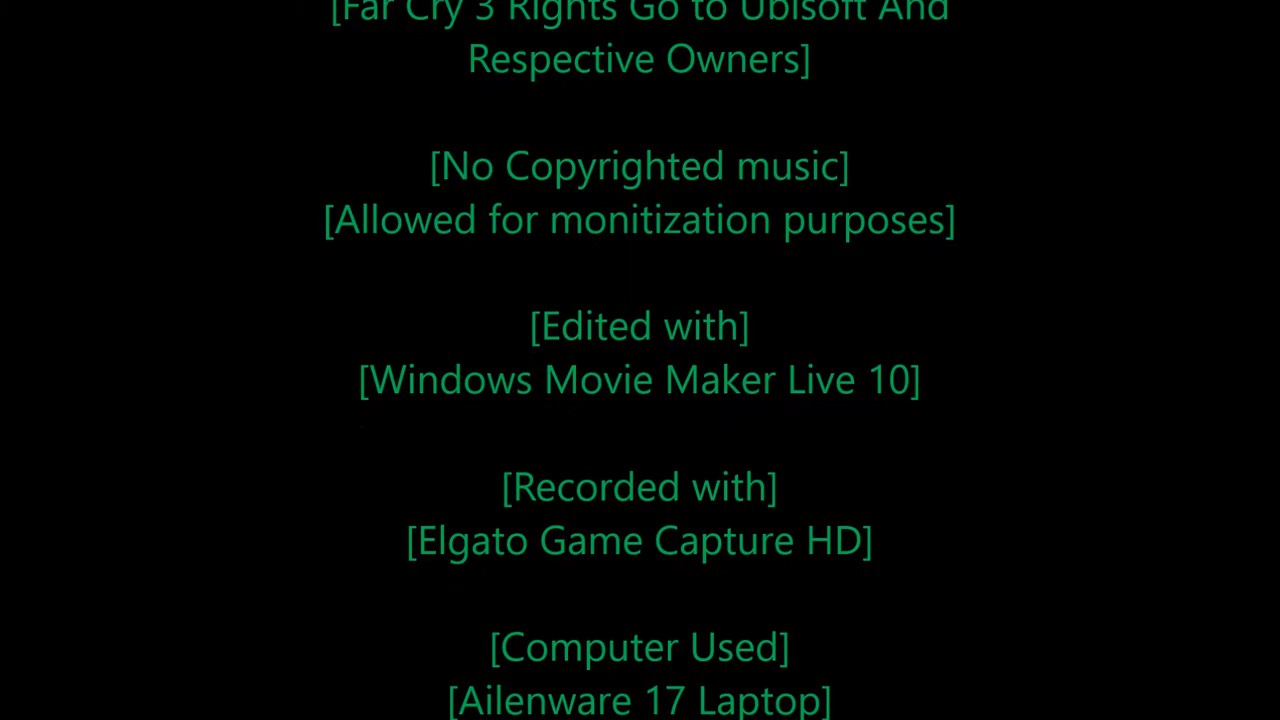 [Far Cry 3 Rights Go to Ubisoft And
Respective Owners]
[No Copyrighted music]
[Allowed for monitization purposes]
[Edited with]
[Windows Movie Maker Live 10]
[Recorded with]
[Elgato Game Capture HD]
[Computer Used]
[Ailenware 17 Laptop]